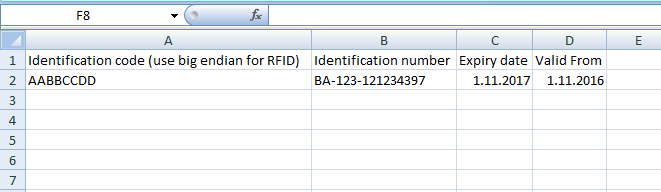 F8 fx
A B C D E
1 Identification code (use big endian for RFID) Identification number Expiry date Valid From
2 AABBCCDD BA-123-121234397 1.11.2017 1.11.2016
3
4
5
6
7